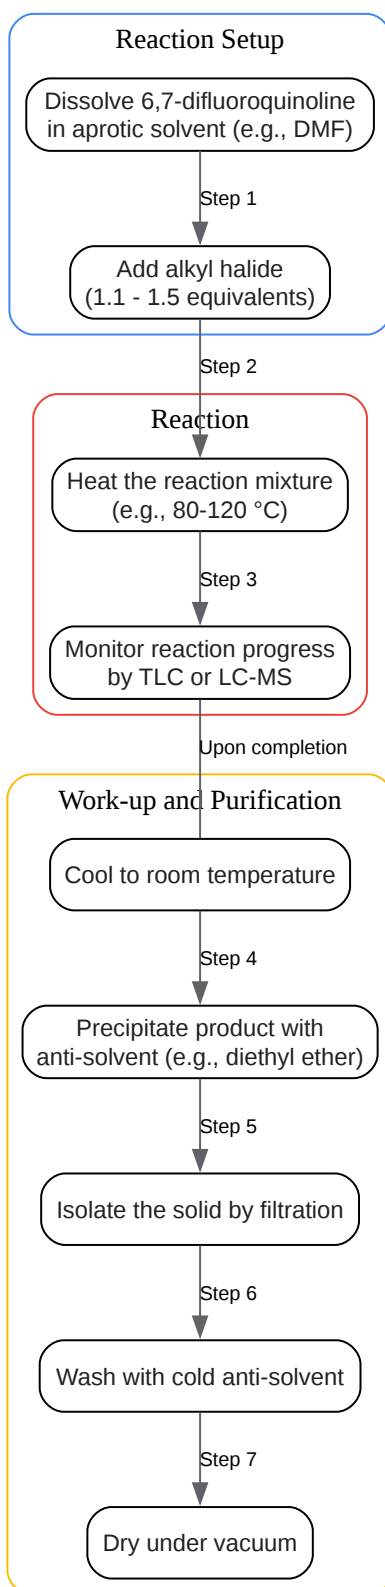 Reaction Setup
Dissolve 6,7-difluoroquinoline
in aprotic solvent (e.g., DMF)
Step 1
Add alkyl halide
(1.1 - 1.5 equivalents)
Step 2
Reaction
Heat the reaction mixture
(e.g., 80-120 °C)
Step 3
Monitor reaction progress
by TLC or LC-MS
Upon completion
Work-up and Purification
Cool to room temperature
Step 4
Precipitate product with
anti-solvent (e.g., diethyl ether)
Step 5
Isolate the solid by filtration
Step 6
Wash with cold anti-solvent
Step 7
Dry under vacuum